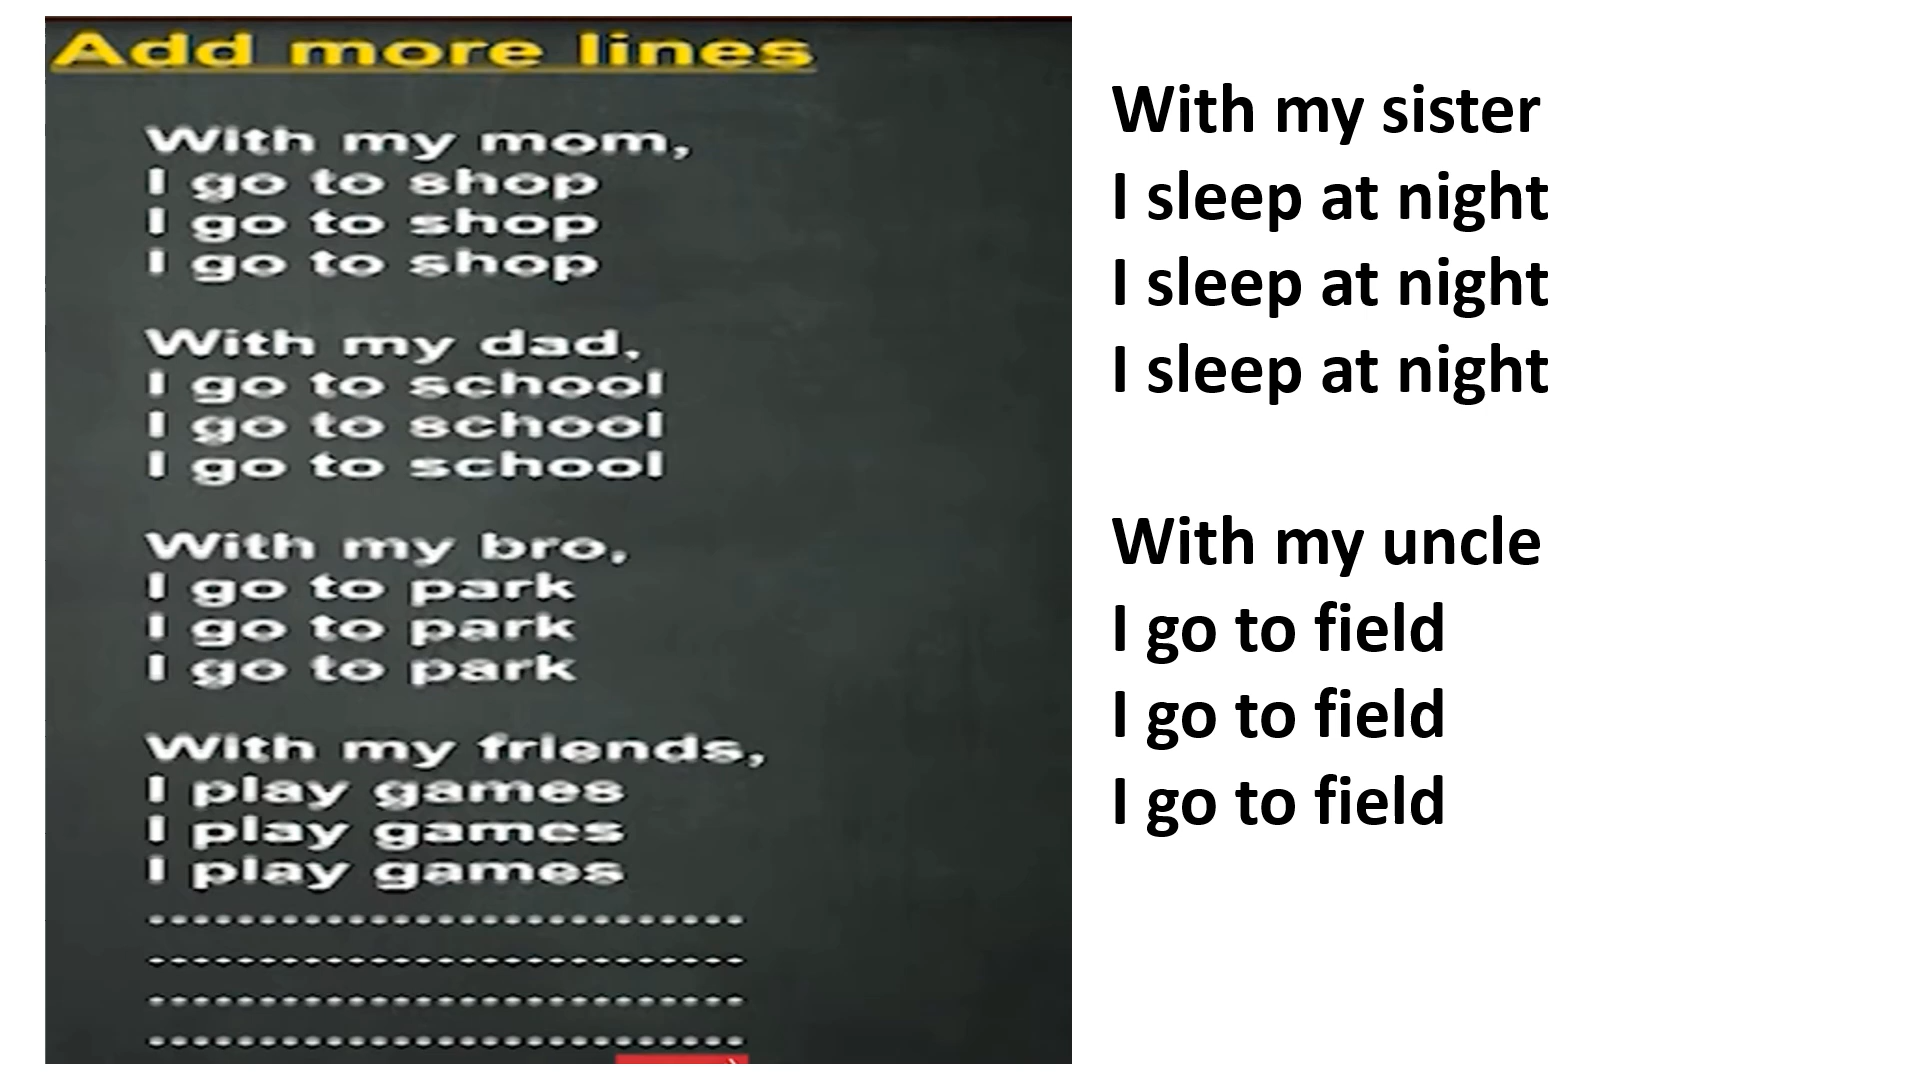 Add more lines
With my mom,
I go to shop
I go to shop
I go to shop
With my dad,
I go to school
I go to school
I go to school
With my bro,
I go to park
I go to park
I go to park
With my friends,
I play games
I play games
I play games
---------------------------
---------------------------
---------------------------
---------------------------
With my sister
I sleep at night
I sleep at night
I sleep at night
With my uncle
I go to field
I go to field
I go to field